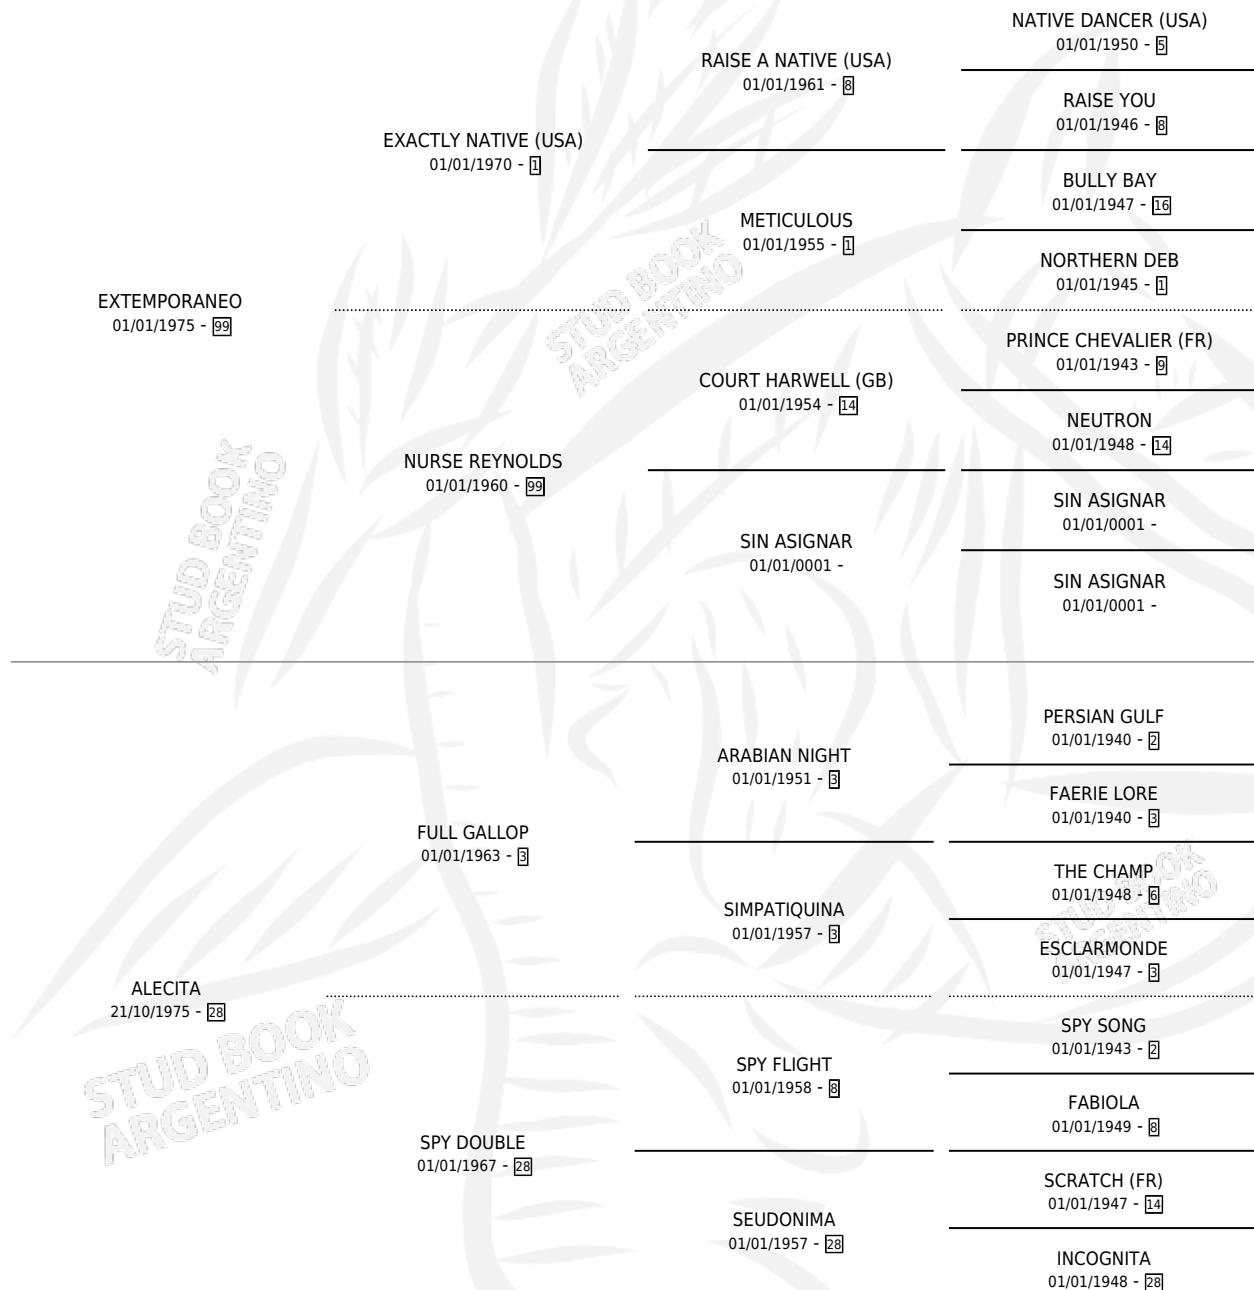 NATIVE DANCER (USA)
01/01/1950 - 5
RAISE A NATIVE (USA)
01/01/1961 - 8
RAISE YOU
01/01/1946 - 8
EXACTLY NATIVE (USA)
01/01/1970 - 1
BULLY BAY
01/01/1947 - 16
METICULOUS
01/01/1955 - 1
NORTHERN DEB
01/01/1945 - 1
EXTEMPORANEO
01/01/1975 - 99
PRINCE CHEVALIER (FR)
01/01/1943 - 9
COURT HARWELL (GB)
01/01/1954 - 14
NEUTRON
01/01/1948 - 14
NURSE REYNOLDS
01/01/1960 - 99
SIN ASIGNAR
01/01/0001 -
SIN ASIGNAR
01/01/0001 -
SIN ASIGNAR
01/01/0001 -
PERSIAN GULF
01/01/1940 - 2
ARABIAN NIGHT
01/01/1951 - 3
FAERIE LORE
01/01/1940 - 3
FULL GALLOP
01/01/1963 - 3
THE CHAMP
01/01/1948 - 6
SIMPATIQUINA
01/01/1957 - 3
ESCLARMONDE
01/01/1947 - 3
ALECITA
21/10/1975 - 28
SPY SONG
01/01/1943 - 2
SPY FLIGHT
01/01/1958 - 8
FABIOLA
01/01/1949 - 8
SPY DOUBLE
01/01/1967 - 28
SCRATCH (FR)
01/01/1947 - 14
SEUDONIMA
01/01/1957 - 28
INCOGNITA
01/01/1948 - 28
STUD BOOK
ARGENTINO
STUD BOOK
ARGENTINO
STUD BOOK
ARGENTINO
STUD BOOK
ARGENTINO